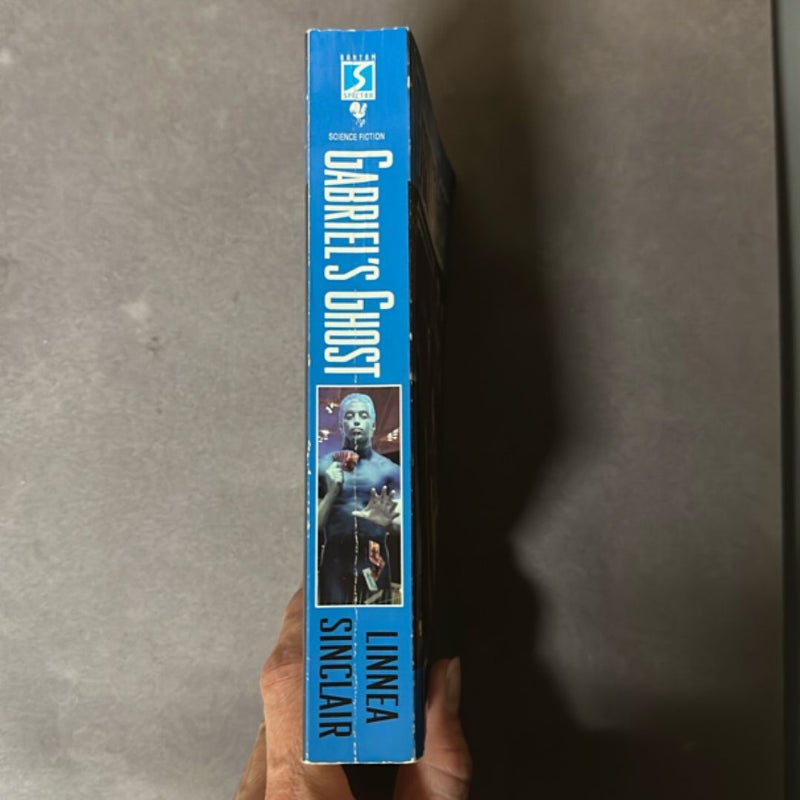 BANTAM
SPECTRA
SCIENCE FICTION
GABRIEL'S GHOST
LINNEA
SINCLAIR